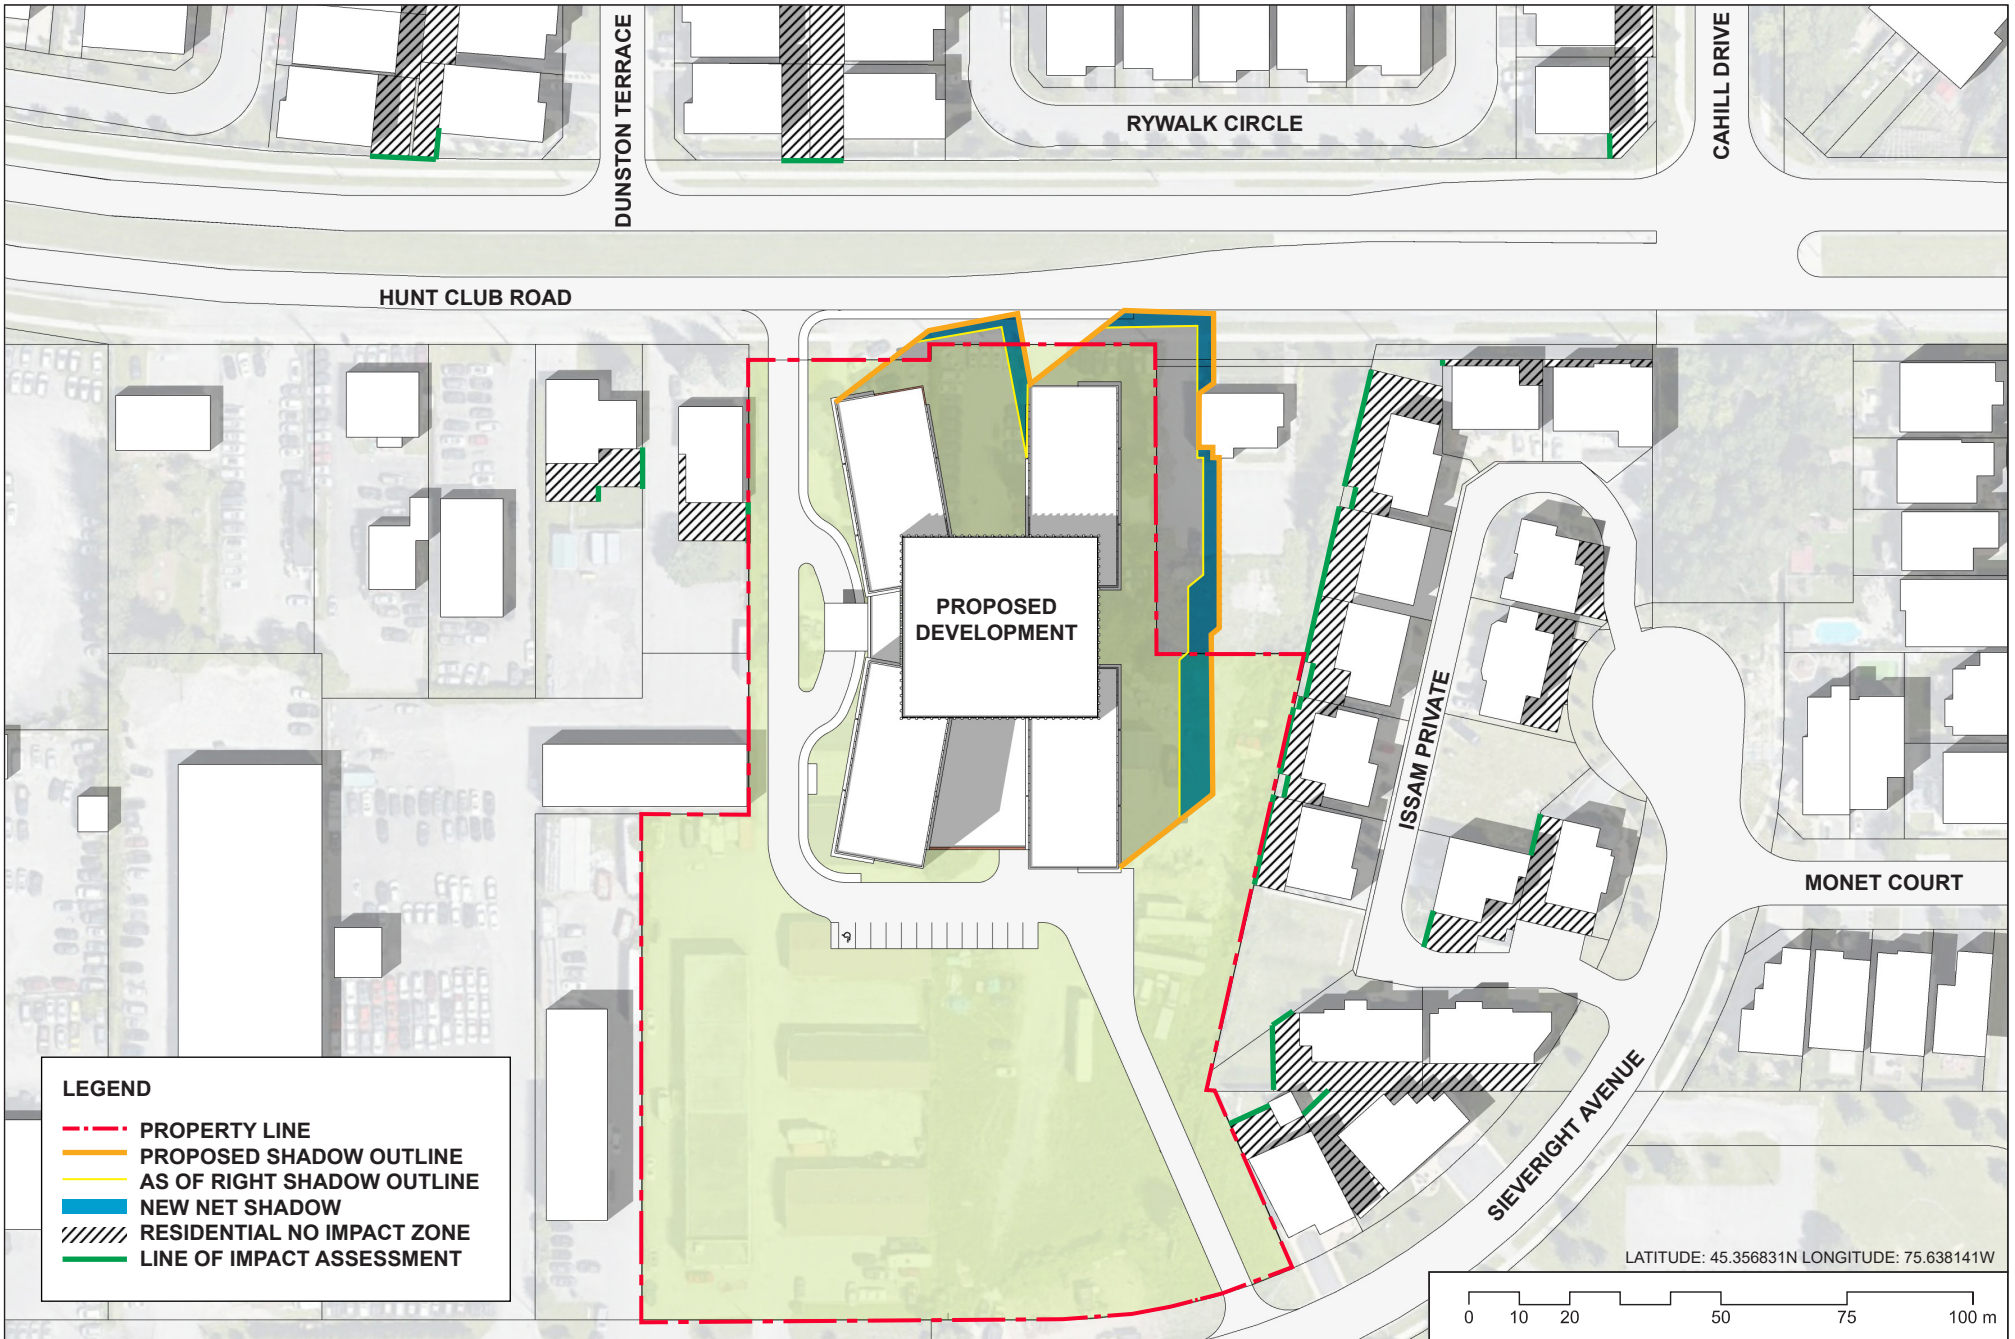 DUNSTON TERRACE
RYWALK CIRCLE
CAHILL DRIVE
HUNT CLUB ROAD
PROPOSED
DEVELOPMENT
ISSAM PRIVATE
MONET COURT
SIEVERIGHT AVENUE
LEGEND
PROPERTY LINE
PROPOSED SHADOW OUTLINE
AS OF RIGHT SHADOW OUTLINE
NEW NET SHADOW
RESIDENTIAL NO IMPACT ZONE
LINE OF IMPACT ASSESSMENT
LATITUDE: 45.356831N LONGITUDE: 75.638141W
0 10 20 50 75 100 m